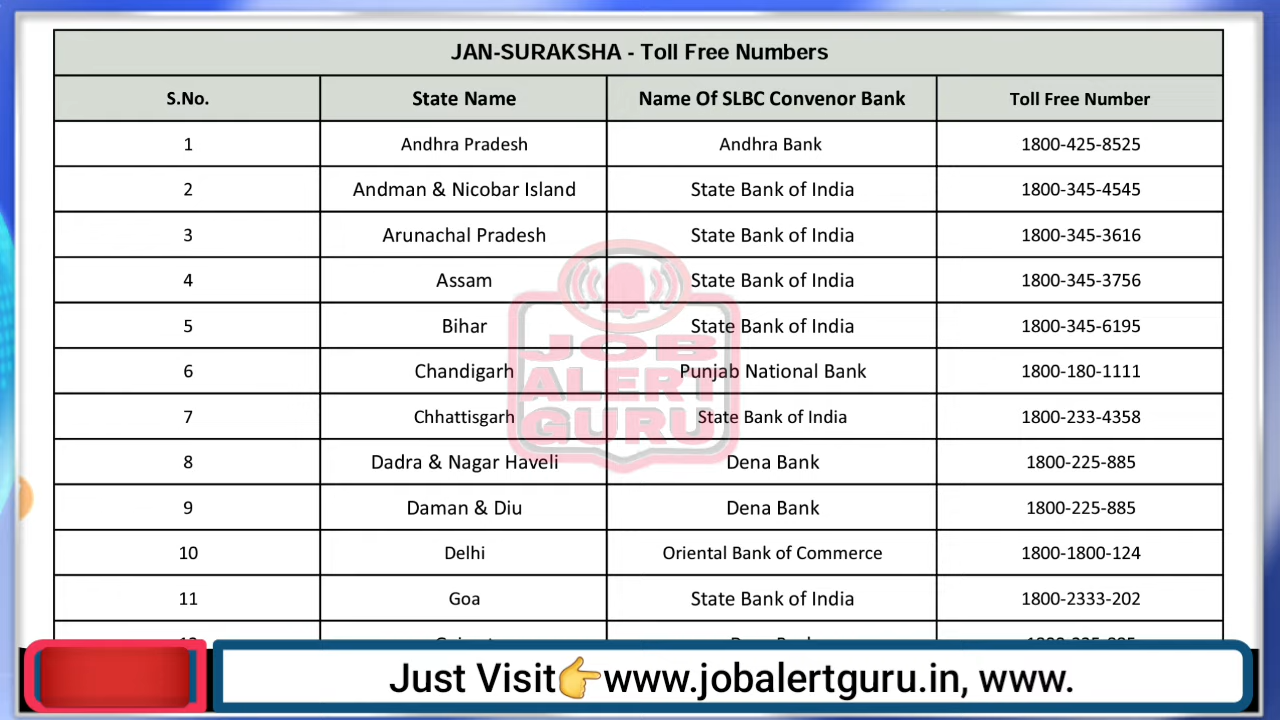 JAN-SURAKSHA - Toll Free Numbers
S.No. State Name Name Of SLBC Convenor Bank Toll Free Number
1 Andhra Pradesh Andhra Bank 1800-425-8525
2 Andman & Nicobar Island State Bank of India 1800-345-4545
3 Arunachal Pradesh State Bank of India 1800-345-3616
4 Assam State Bank of India 1800-345-3756
5 Bihar State Bank of India 1800-345-6195
6 Chandigarh Punjab National Bank 1800-180-1111
7 Chhattisgarh State Bank of India 1800-233-4358
8 Dadra & Nagar Haveli Dena Bank 1800-225-885
9 Daman & Diu Dena Bank 1800-225-885
10 Delhi Oriental Bank of Commerce 1800-1800-124
11 Goa State Bank of India 1800-2333-202
JOB
ALERT
GURU
Just Visit👉www.jobalertguru.in, www.